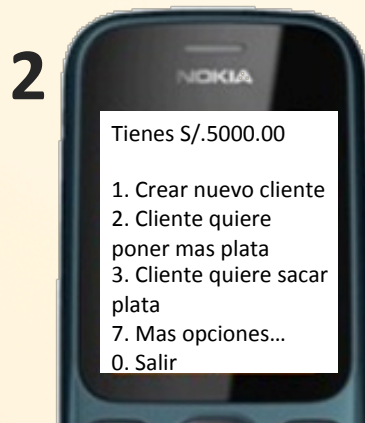 2
NOKIA
Tienes S/.5000.00
1. Crear nuevo cliente
2. Cliente quiere
poner mas plata
3. Cliente quiere sacar
plata
7. Mas opciones...
0. Salir